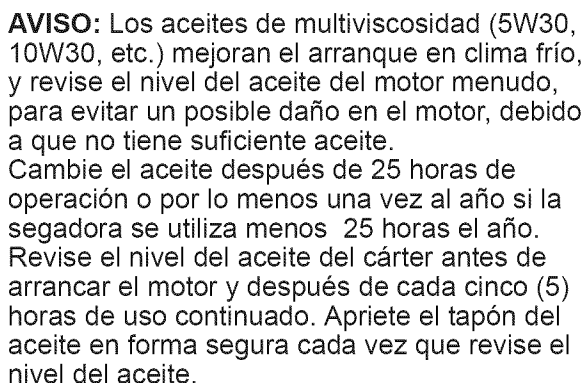 AVISO: Los aceites de multiviscosidad (5W30,
10W30, etc.) mejoran el arranque en clima frío,
y revise el nivel del aceite del motor menudo,
para evitar un posible daño en el motor, debido
a que no tiene suficiente aceite.
Cambie el aceite después de 25 horas de
operación o por lo menos una vez al año si la
segadora se utiliza menos 25 horas el año.
Revise el nivel del aceite del cárter antes de
arrancar el motor y después de cada cinco (5)
horas de uso continuado. Apriete el tapón del
aceite en forma segura cada vez que revise el
nivel del aceite.